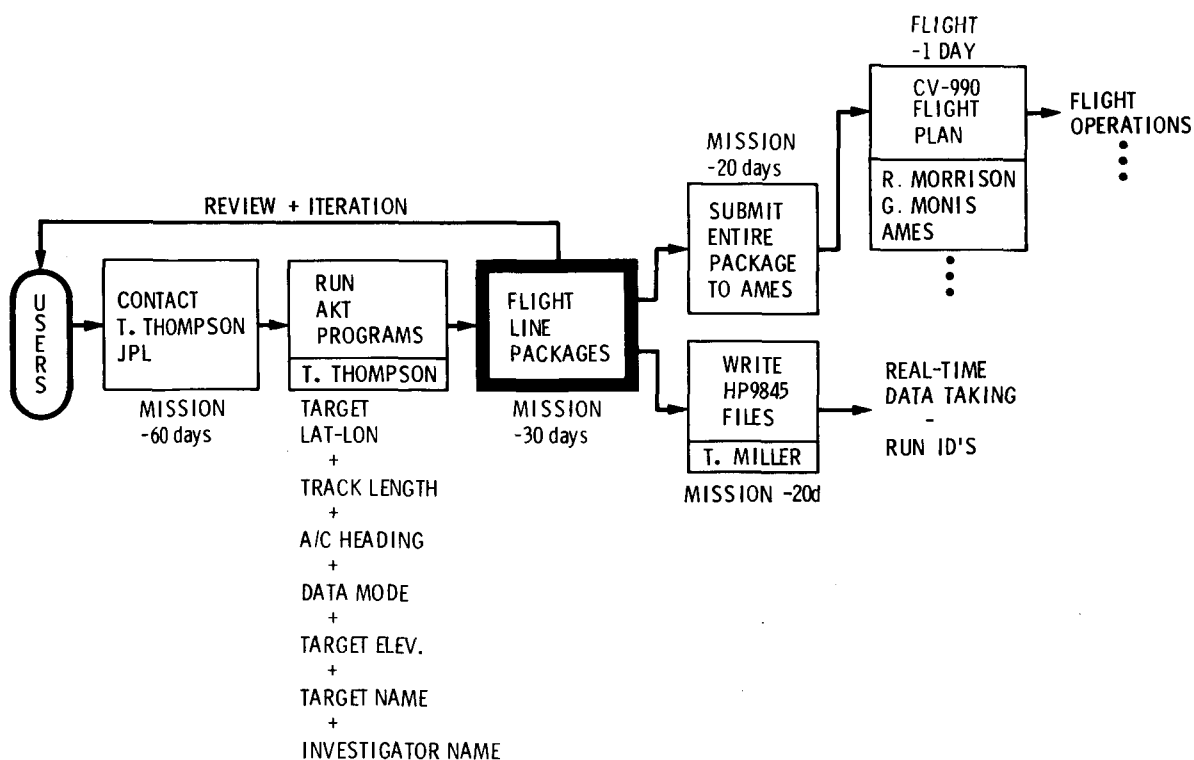 FLIGHT
-1 DAY
CV-990
FLIGHT
PLAN
R. MORRISON
G. MONIS
AMES
FLIGHT
OPERATIONS
MISSION
-20 days
SUBMIT
ENTIRE
PACKAGE
TO AMES
REVIEW + ITERATION
USERS
CONTACT
T. THOMPSON
JPL
MISSION
-60 days
RUN
AKT
PROGRAMS
T. THOMPSON
TARGET
LAT-LON
+
TRACK LENGTH
+
A/C HEADING
+
DATA MODE
+
TARGET ELEV.
+
TARGET NAME
+
INVESTIGATOR NAME
FLIGHT
LINE
PACKAGES
MISSION
-30 days
WRITE
HP9845
FILES
T. MILLER
MISSION -20d
REAL-TIME
DATA TAKING
-
RUN ID'S